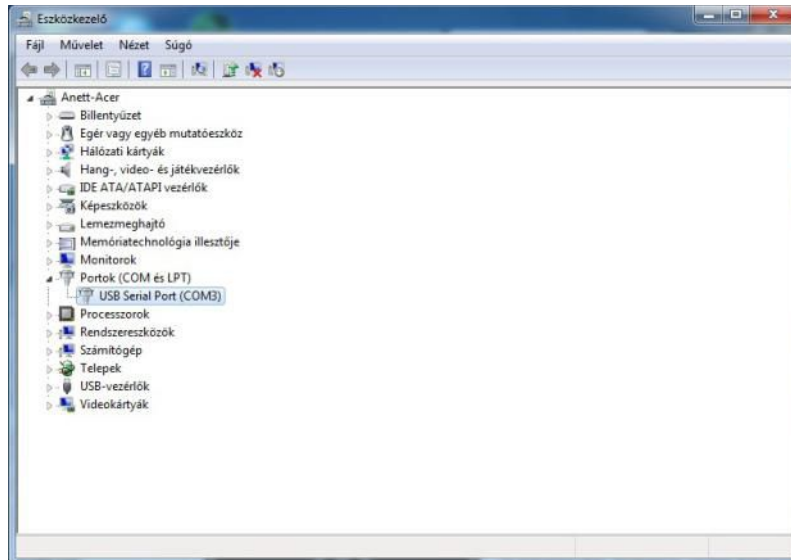 Eszközkezelő
Fájl Művelet Nézet Súgó
Anett-Acer
Billentyűzet
Egér vagy egyéb mutatóeszköz
Hálózati kártyák
Hang-, video- és játékvezérlők
IDE ATA/ATAPI vezérlők
Képeszközök
Lemezmeghajtó
Memóriatechnológia illesztője
Monitorok
Portok (COM és LPT)
USB Serial Port (COM3)
Processzorok
Rendszereszközök
Számítógép
Telepek
USB-vezérlők
Videokártyák